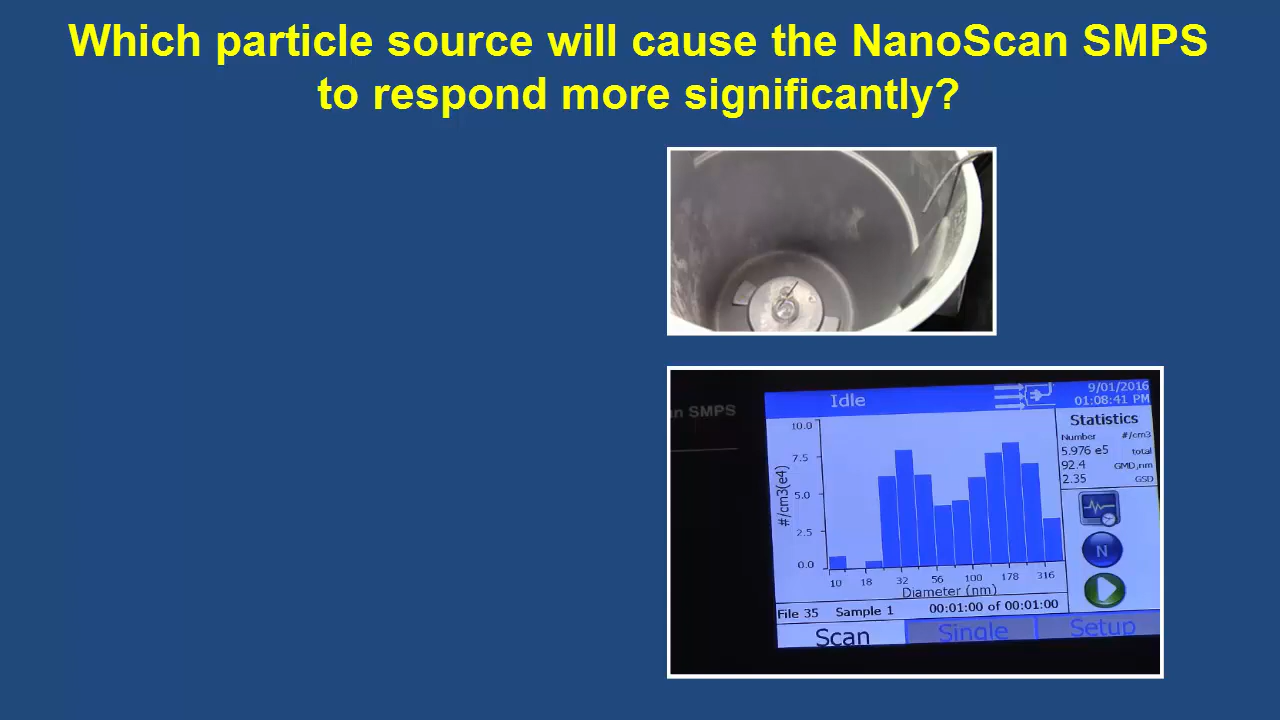 Which particle source will cause the NanoScan SMPS
to respond more significantly?
an SMPS
Idle
9/01/2016
01:08:41 PM
Statistics
Number #/cm3
5.976 e5 total
92.4 GMD,nm
2.35 GSD
#/cm3(e4)
10.0
7.5
5.0
2.5
0.0
10 18 32 56 100 178 316
Diameter (nm)
N
File 35 Sample 1 00:01:00 of 00:01:00
Scan Single Setup